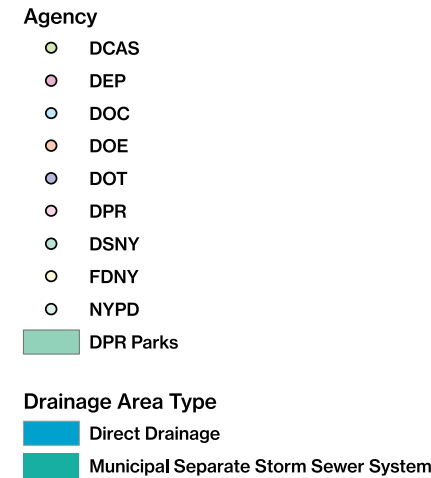 Agency
DCAS
DEP
DOC
DOE
DOT
DPR
DSNY
FDNY
NYPD
DPR Parks
Drainage Area Type
Direct Drainage
Municipal Separate Storm Sewer System